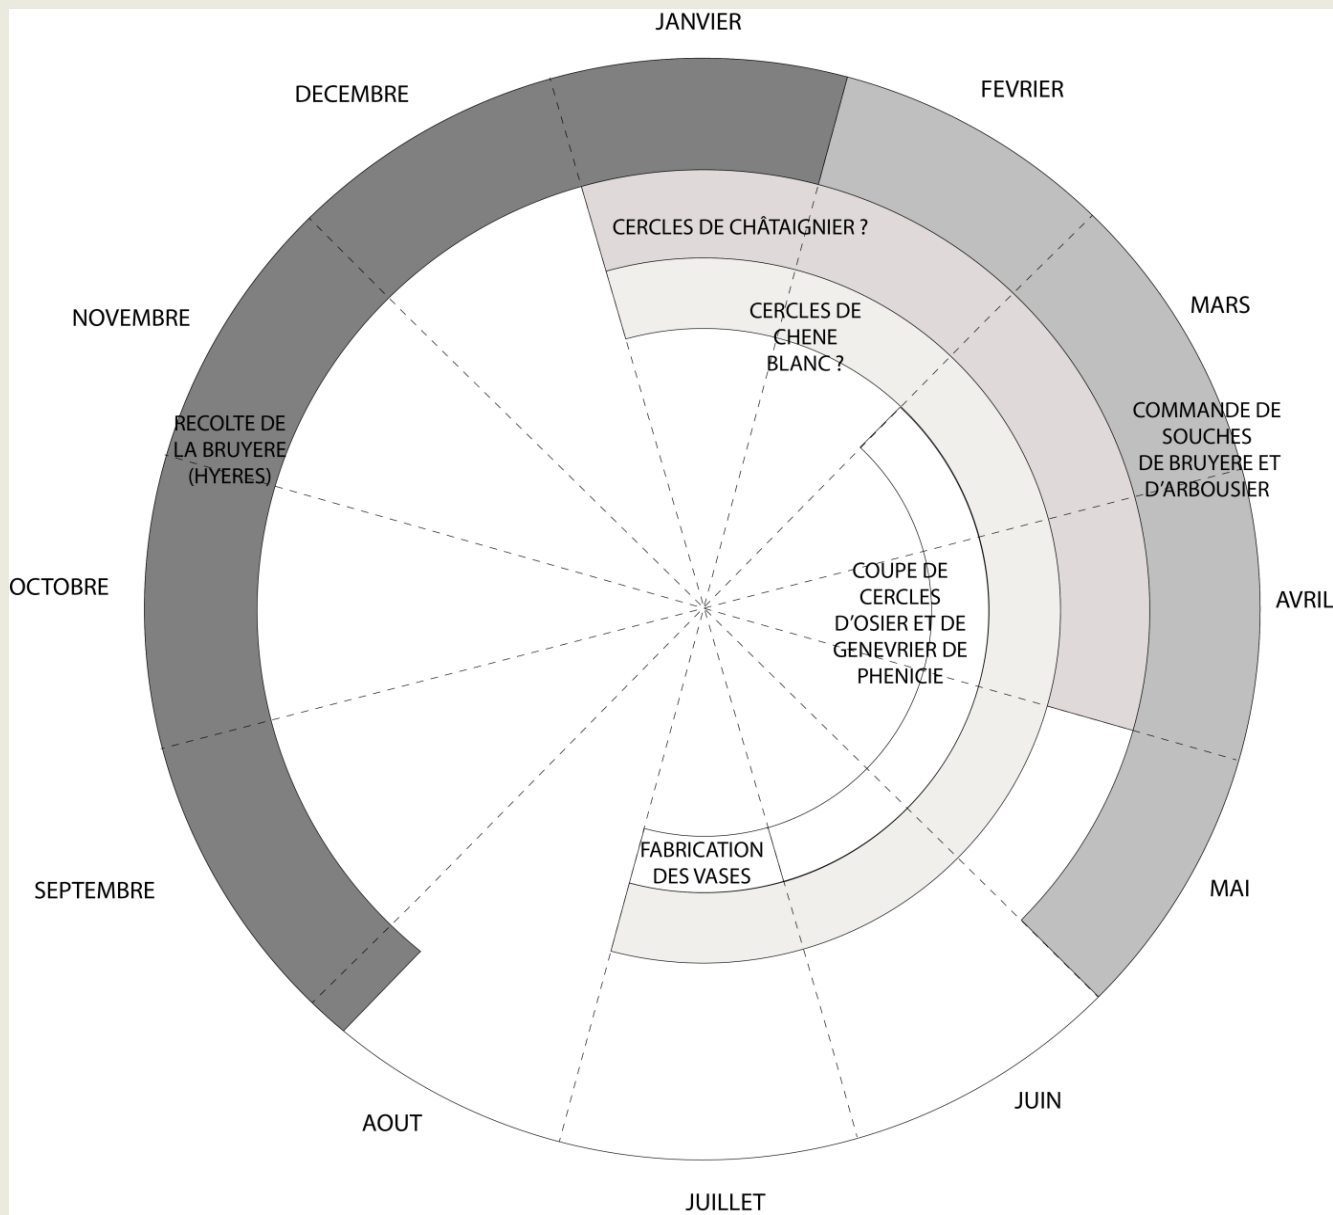 JANVIER
FEVRIER
MARS
AVRIL
MAI
JUIN
JUILLET
AOUT
SEPTEMBRE
OCTOBRE
NOVEMBRE
DECEMBRE
CERCLES DE CHÂTAIGNIER ?
CERCLES DE
CHENE
BLANC ?
RECOLTE DE
LA BRUYERE
(HYERES)
COMMANDE DE
SOUCHES
DE BRUYERE ET
D'ARBOUSIER
COUPE DE
CERCLES
D'OSIER ET DE
GENEVRIER DE
PHENICIE
FABRICATION
DES VASES